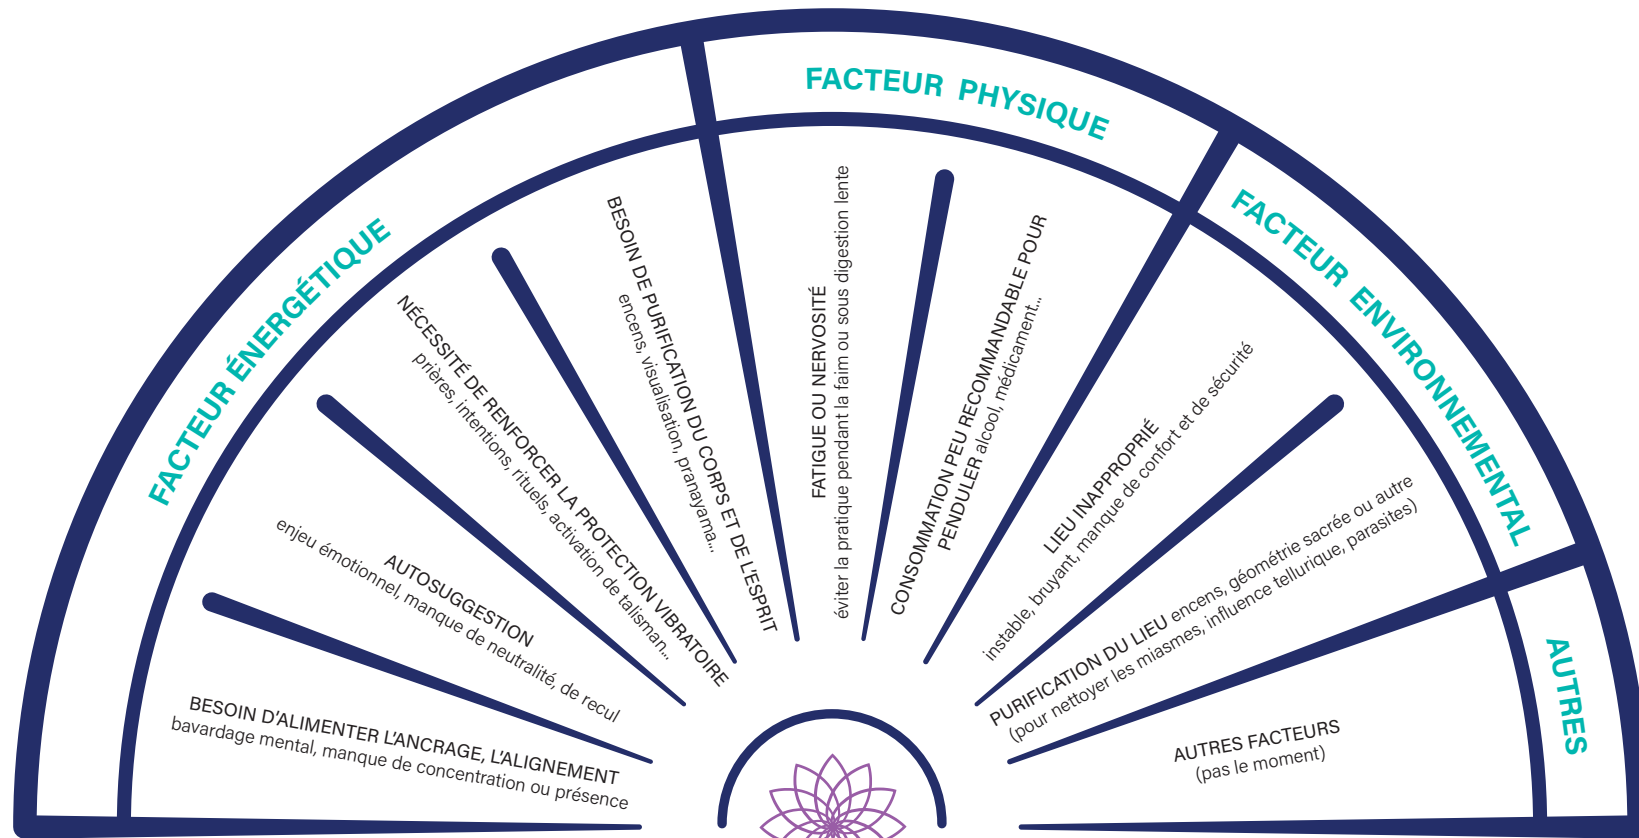 FACTEUR ÉNERGÉTIQUE
BESOIN D'ALIMENTER L'ANCRAGE, L'ALIGNEMENT
bavardage mental, manque de concentration ou présence
AUTOSUGGESTION
enjeu émotionnel, manque de neutralité, de recul
NÉCESSITÉ DE RENFORCER LA PROTECTION VIBRATOIRE
prières, intentions, rituels, activation de talisman...
BESOIN DE PURIFICATION DU CORPS ET DE L'ESPRIT
encens, visualisation, pranayama...
FACTEUR PHYSIQUE
FATIGUE OU NERVOSITÉ
éviter la pratique pendant la faim ou sous digestion lente
CONSOMMATION PEU RECOMMANDABLE POUR
PENDULER alcool, médicament...
FACTEUR ENVIRONNEMENTAL
LIEU INAPPROPRIÉ
instable, bruyant, manque de confort et de sécurité
PURIFICATION DU LIEU encens, géométrie sacrée ou autre
(pour nettoyer les miasmes, influence tellurique, parasites)
AUTRES
AUTRES FACTEURS
(pas le moment)